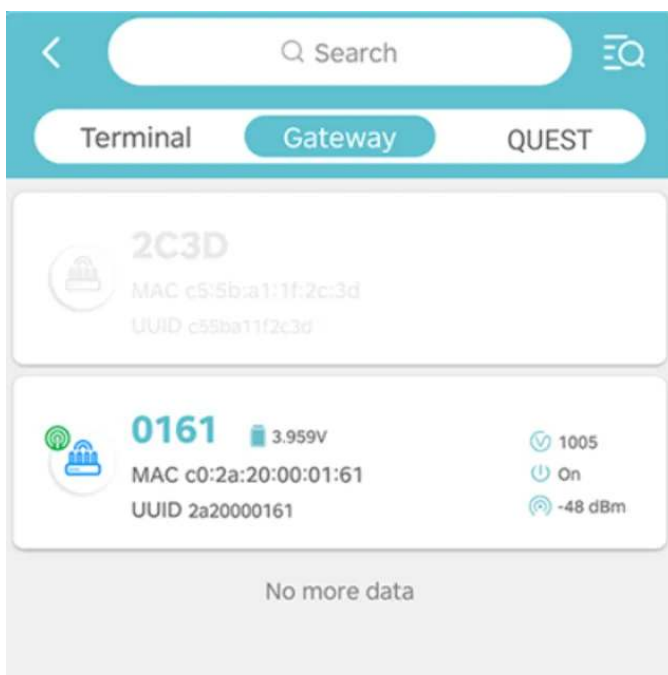 Search
Terminal Gateway QUEST
2C3D
MAC c5:5b:a1:1f:2c:3d
UUID c55ba11f2c3d
0161 3.959V
1005
MAC c0:2a:20:00:01:61
On
UUID 2a20000161
-48 dBm
No more data